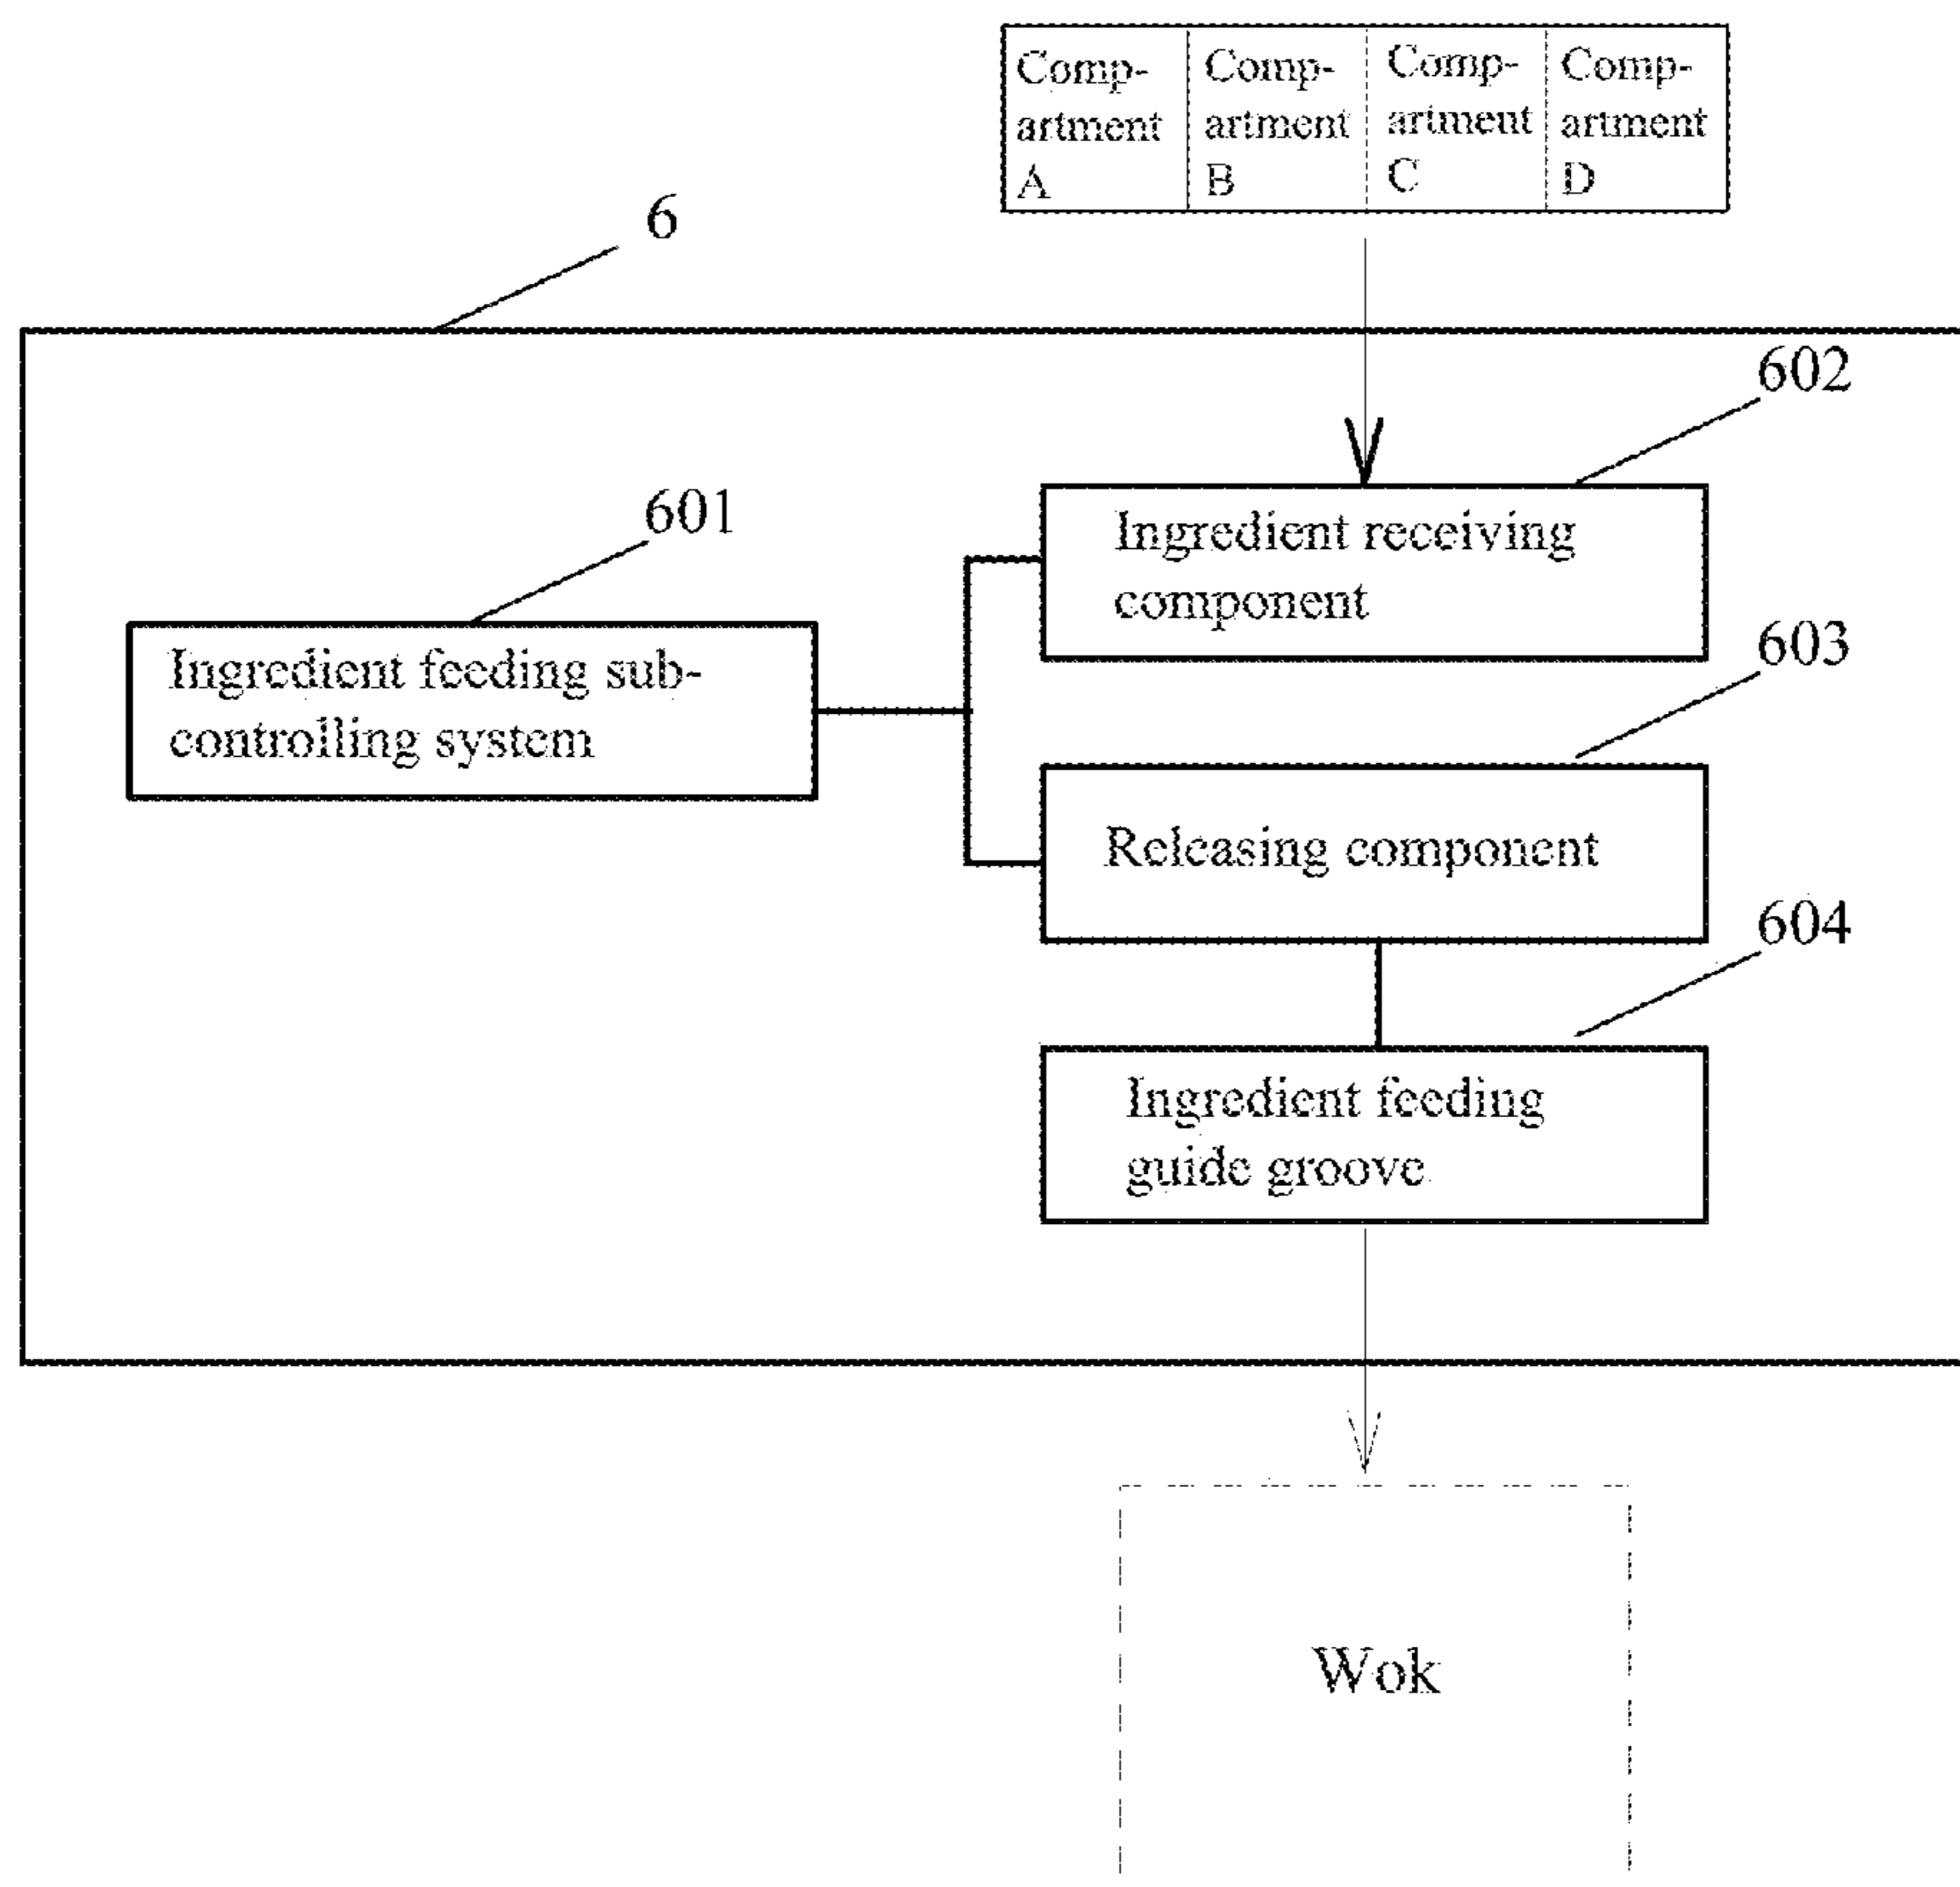 Comp-
artment
A
Comp-
artment
B
Comp-
artment
C
Comp-
artment
D
6
602
Ingredient receiving
component
601
Ingredient feeding sub-
controlling system
603
Releasing component
604
Ingredient feeding
guide groove
Wok